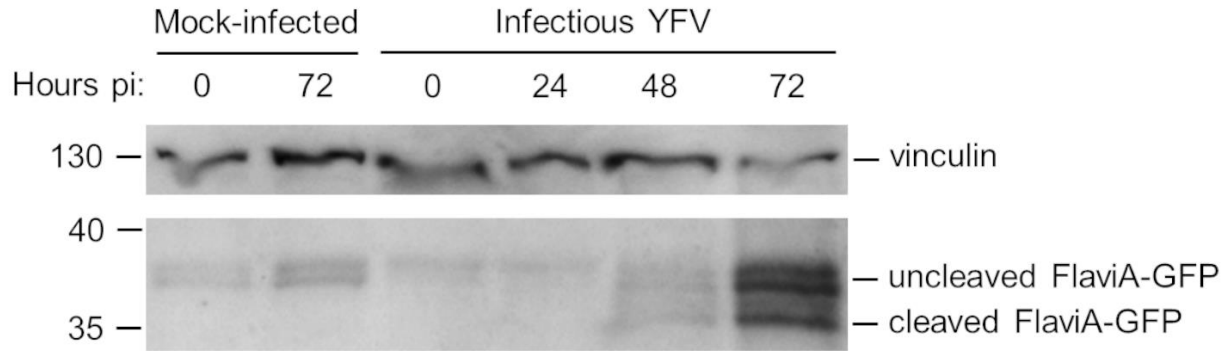 Mock-infected Infectious YFV
Hours pi: 0 72 0 24 48 72
130 vinculin
40
uncleaved FlaviA-GFP
35 cleaved FlaviA-GFP